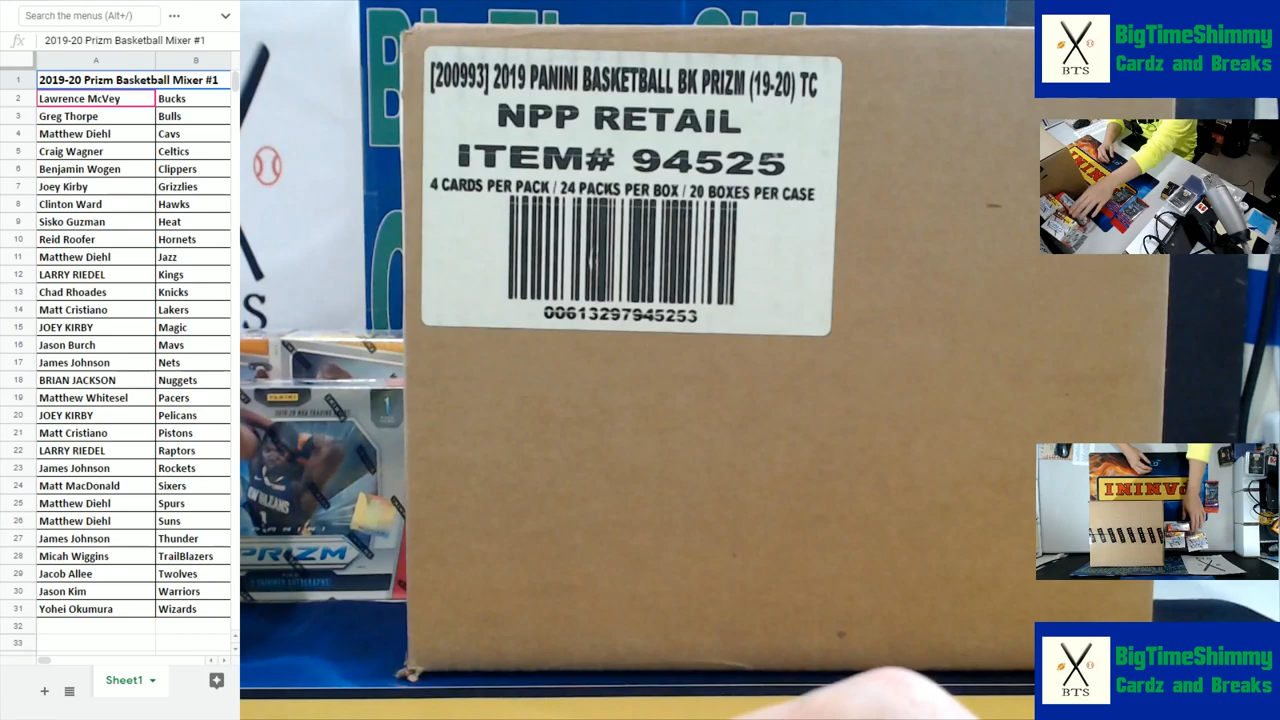 Search the menus (Alt+/)
fx 2019-20 Prizm Basketball Mixer #1
A B
1 2019-20 Prizm Basketball Mixer #1
2 Lawrence McVey Bucks
3 Greg Thorpe Bulls
4 Matthew Diehl Cavs
5 Craig Wagner Celtics
6 Benjamin Wogen Clippers
7 Joey Kirby Grizzlies
8 Clinton Ward Hawks
9 Sisko Guzman Heat
10 Reid Roofer Hornets
11 Matthew Diehl Jazz
12 LARRY RIEDEL Kings
13 Chad Rhoades Knicks
14 Matt Cristiano Lakers
15 JOEY KIRBY Magic
16 Jason Burch Mavs
17 James Johnson Nets
18 BRIAN JACKSON Nuggets
19 Matthew Whitesel Pacers
20 JOEY KIRBY Pelicans
21 Matt Cristiano Pistons
22 LARRY RIEDEL Raptors
23 James Johnson Rockets
24 Matt MacDonald Sixers
25 Matthew Diehl Spurs
26 Matthew Diehl Suns
27 James Johnson Thunder
28 Micah Wiggins TrailBlazers
29 Jacob Allee Twolves
30 Jason Kim Warriors
31 Yohei Okumura Wizards
32
33
Sheet1
[200993] 2019 PANINI BASKETBALL BK PRIZM (19-20) TC
NPP RETAIL
ITEM# 94525
4 CARDS PER PACK / 24 PACKS PER BOX / 20 BOXES PER CASE
00613297945253
PANINI
1
PANINI
PRIZM
BTS
BigTimeShimmy
Cardz and Breaks
PANINI
BTS
BigTimeShimmy
Cardz and Breaks